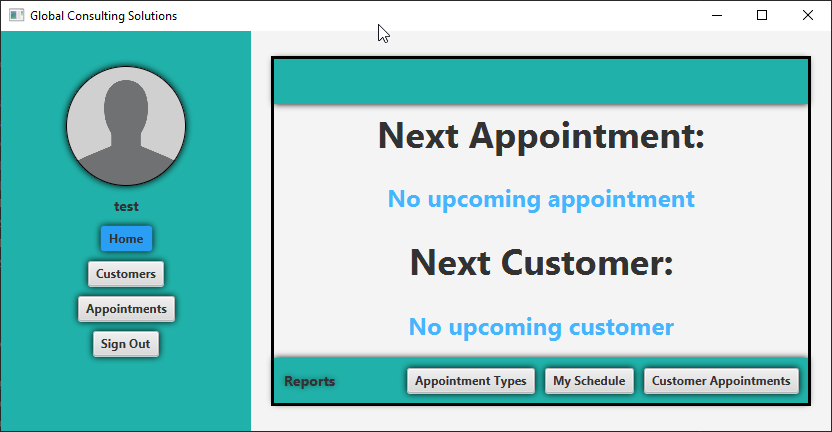 Global Consulting Solutions
test
Home
Customers
Appointments
Sign Out
Next Appointment:
No upcoming appointment
Next Customer:
No upcoming customer
Reports
Appointment Types
My Schedule
Customer Appointments